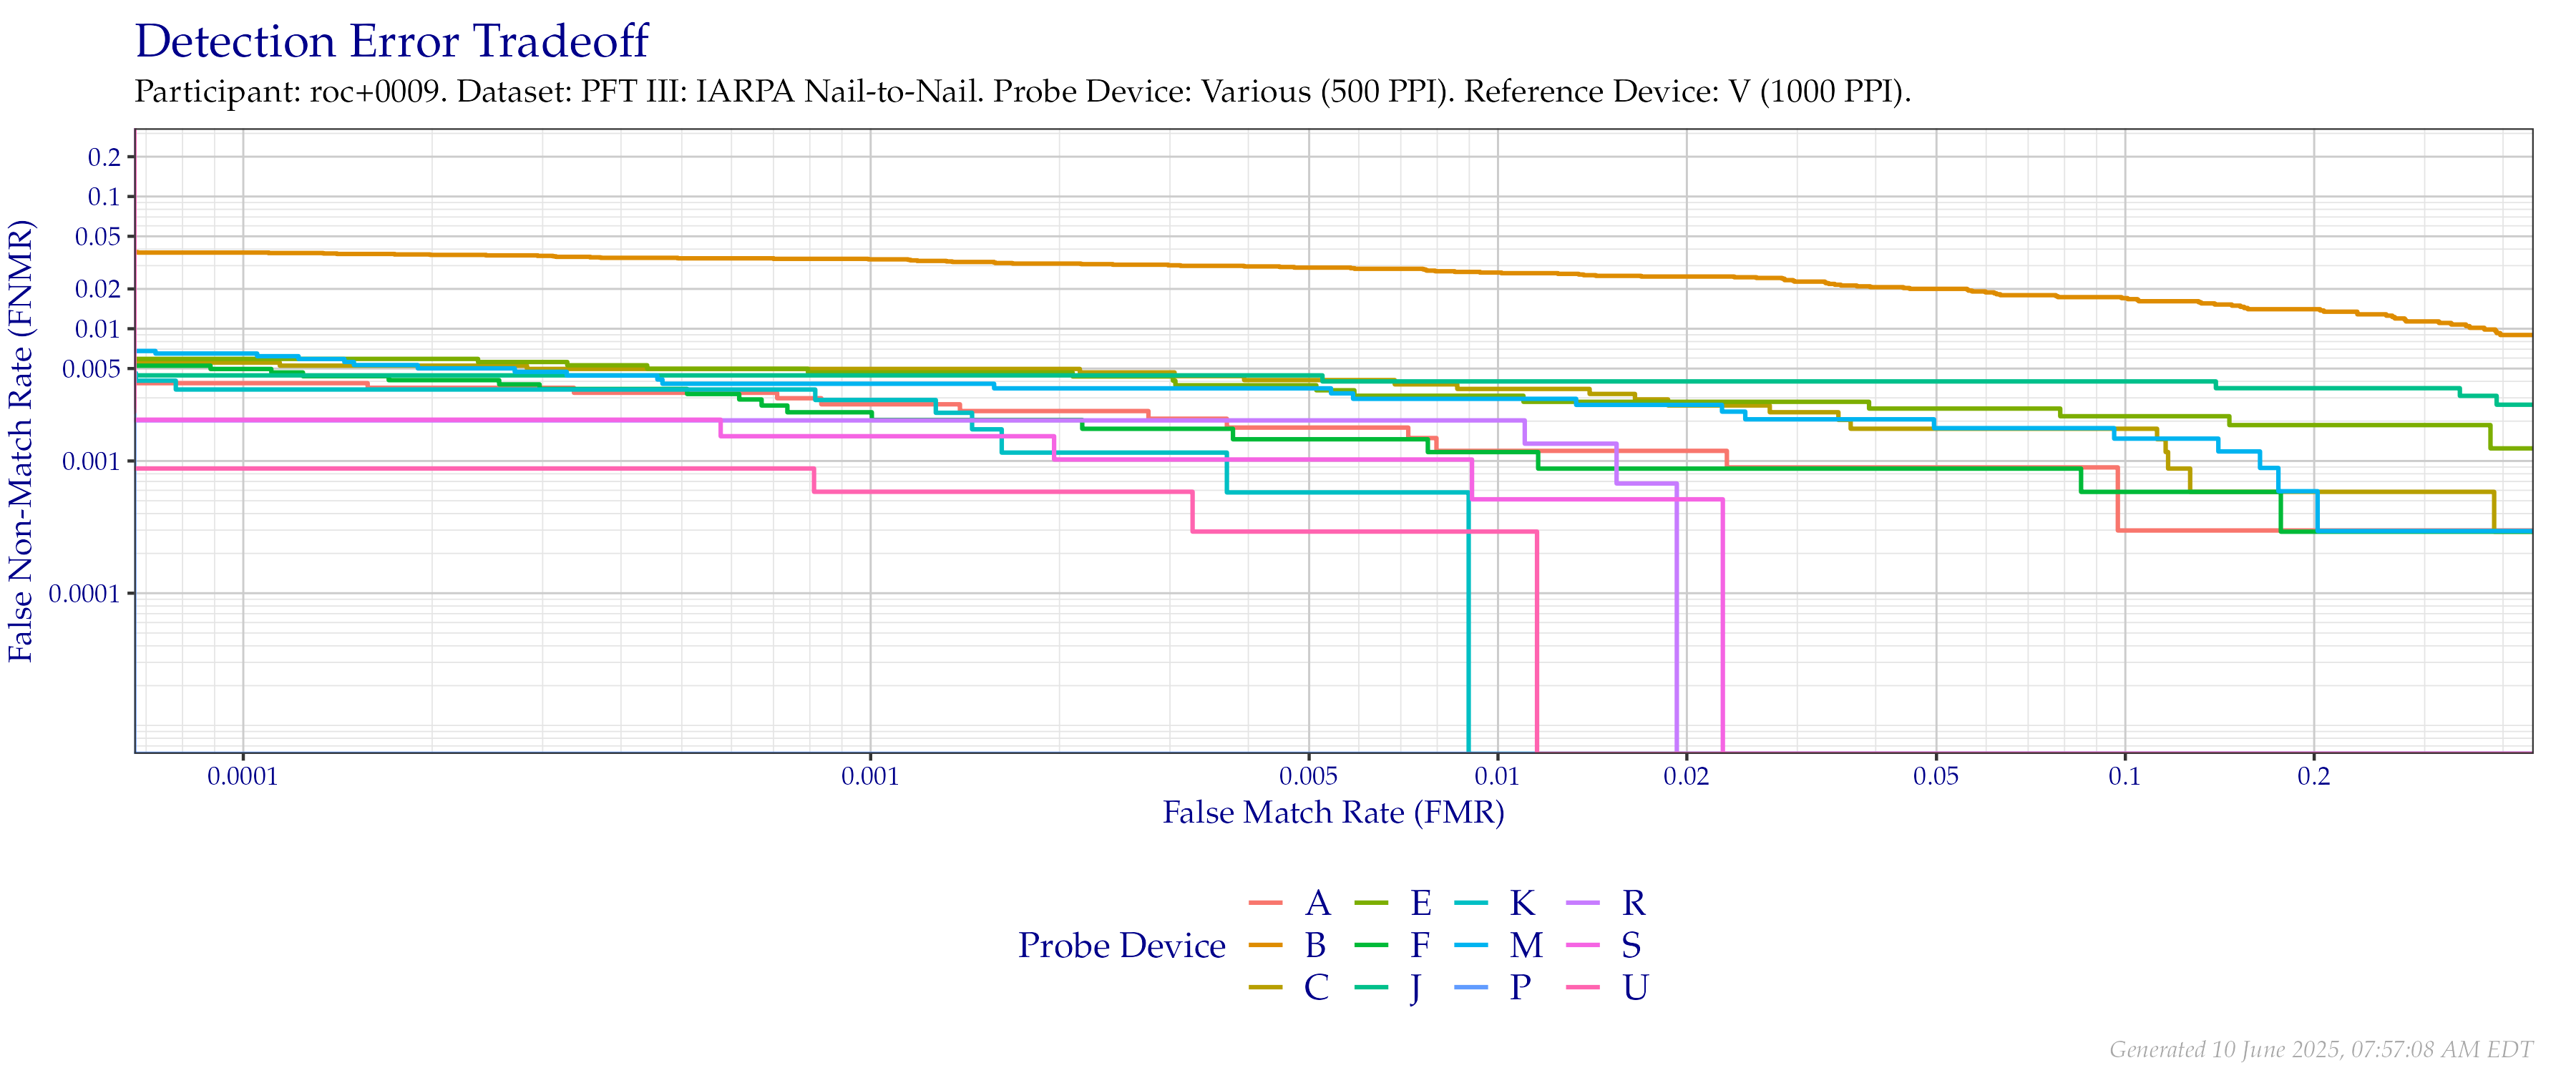 Detection Error Tradeoff
Participant: roc+0009. Dataset: PFT III: IARPA Nail-to-Nail. Probe Device: Various (500 PPI). Reference Device: V (1000 PPI).
False Non-Match Rate (FNMR)
0.2
0.1
0.05
0.02
0.01
0.005
0.001
0.0001
0.0001 0.001 0.005 0.01 0.02 0.05 0.1 0.2
False Match Rate (FMR)
Probe Device
A E K R
B F M S
C J P U
Generated 10 June 2025, 07:57:08 AM EDT